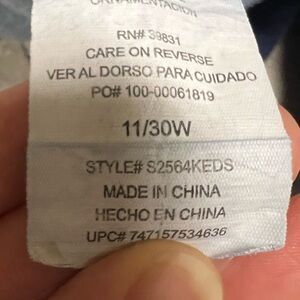 ORNAMENTACIÓN
RN# 39831
CARE ON REVERSE
VER AL DORSO PARA CUIDADO
PO# 100-00061819
11/30W
STYLE# S2564KEDS
MADE IN CHINA
HECHO EN CHINA
UPC# 747157534636